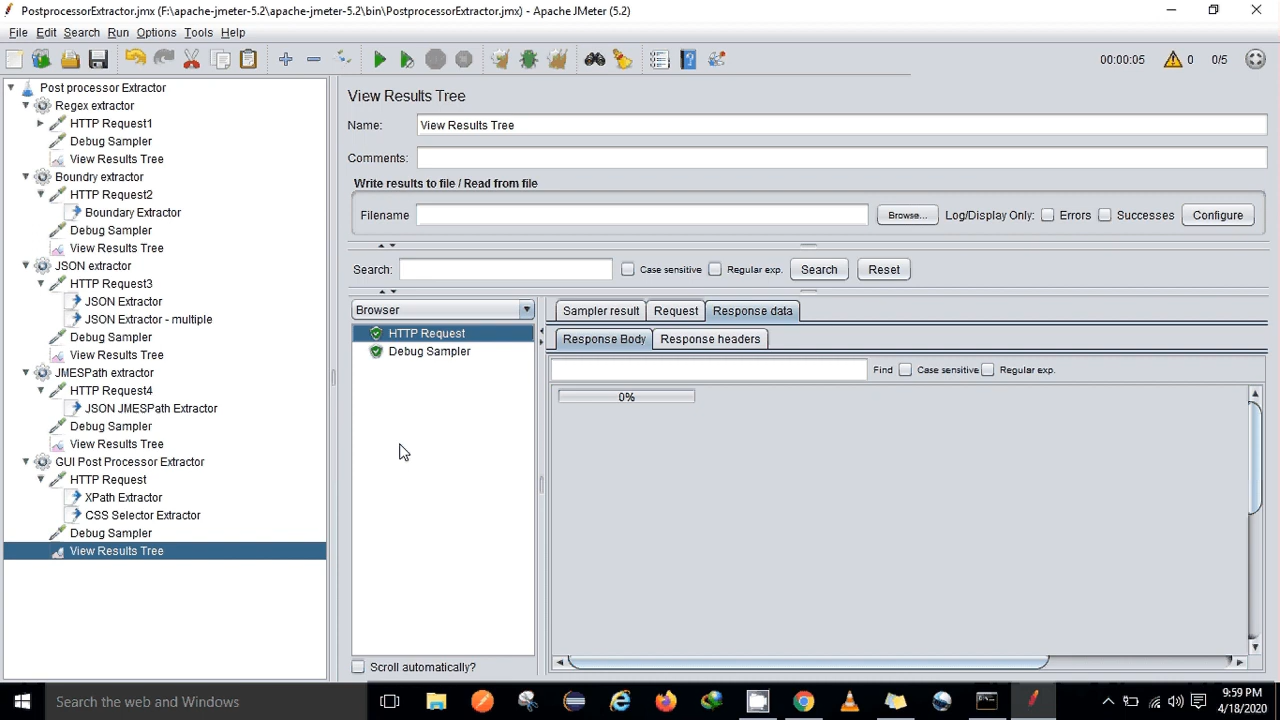 PostprocessorExtractor.jmx (F:\apache-jmeter-5.2\apache-jmeter-5.2\bin\PostprocessorExtractor.jmx) - Apache JMeter (5.2)
File Edit Search Run Options Tools Help
00:00:05 0 0/5
Post processor Extractor
Regex extractor
HTTP Request1
Debug Sampler
View Results Tree
Boundry extractor
HTTP Request2
Boundary Extractor
Debug Sampler
View Results Tree
JSON extractor
HTTP Request3
JSON Extractor
JSON Extractor - multiple
Debug Sampler
View Results Tree
JMESPath extractor
HTTP Request4
JSON JMESPath Extractor
Debug Sampler
View Results Tree
GUI Post Processor Extractor
HTTP Request
XPath Extractor
CSS Selector Extractor
Debug Sampler
View Results Tree
View Results Tree
Name: View Results Tree
Comments:
Write results to file / Read from file
Filename Browse... Log/Display Only: Errors Successes Configure
Search: Case sensitive Regular exp. Search Reset
Browser
HTTP Request
Debug Sampler
Scroll automatically?
Sampler result Request Response data
Response Body Response headers
Find Case sensitive Regular exp.
0%
Search the web and Windows
9:59 PM
4/18/2020